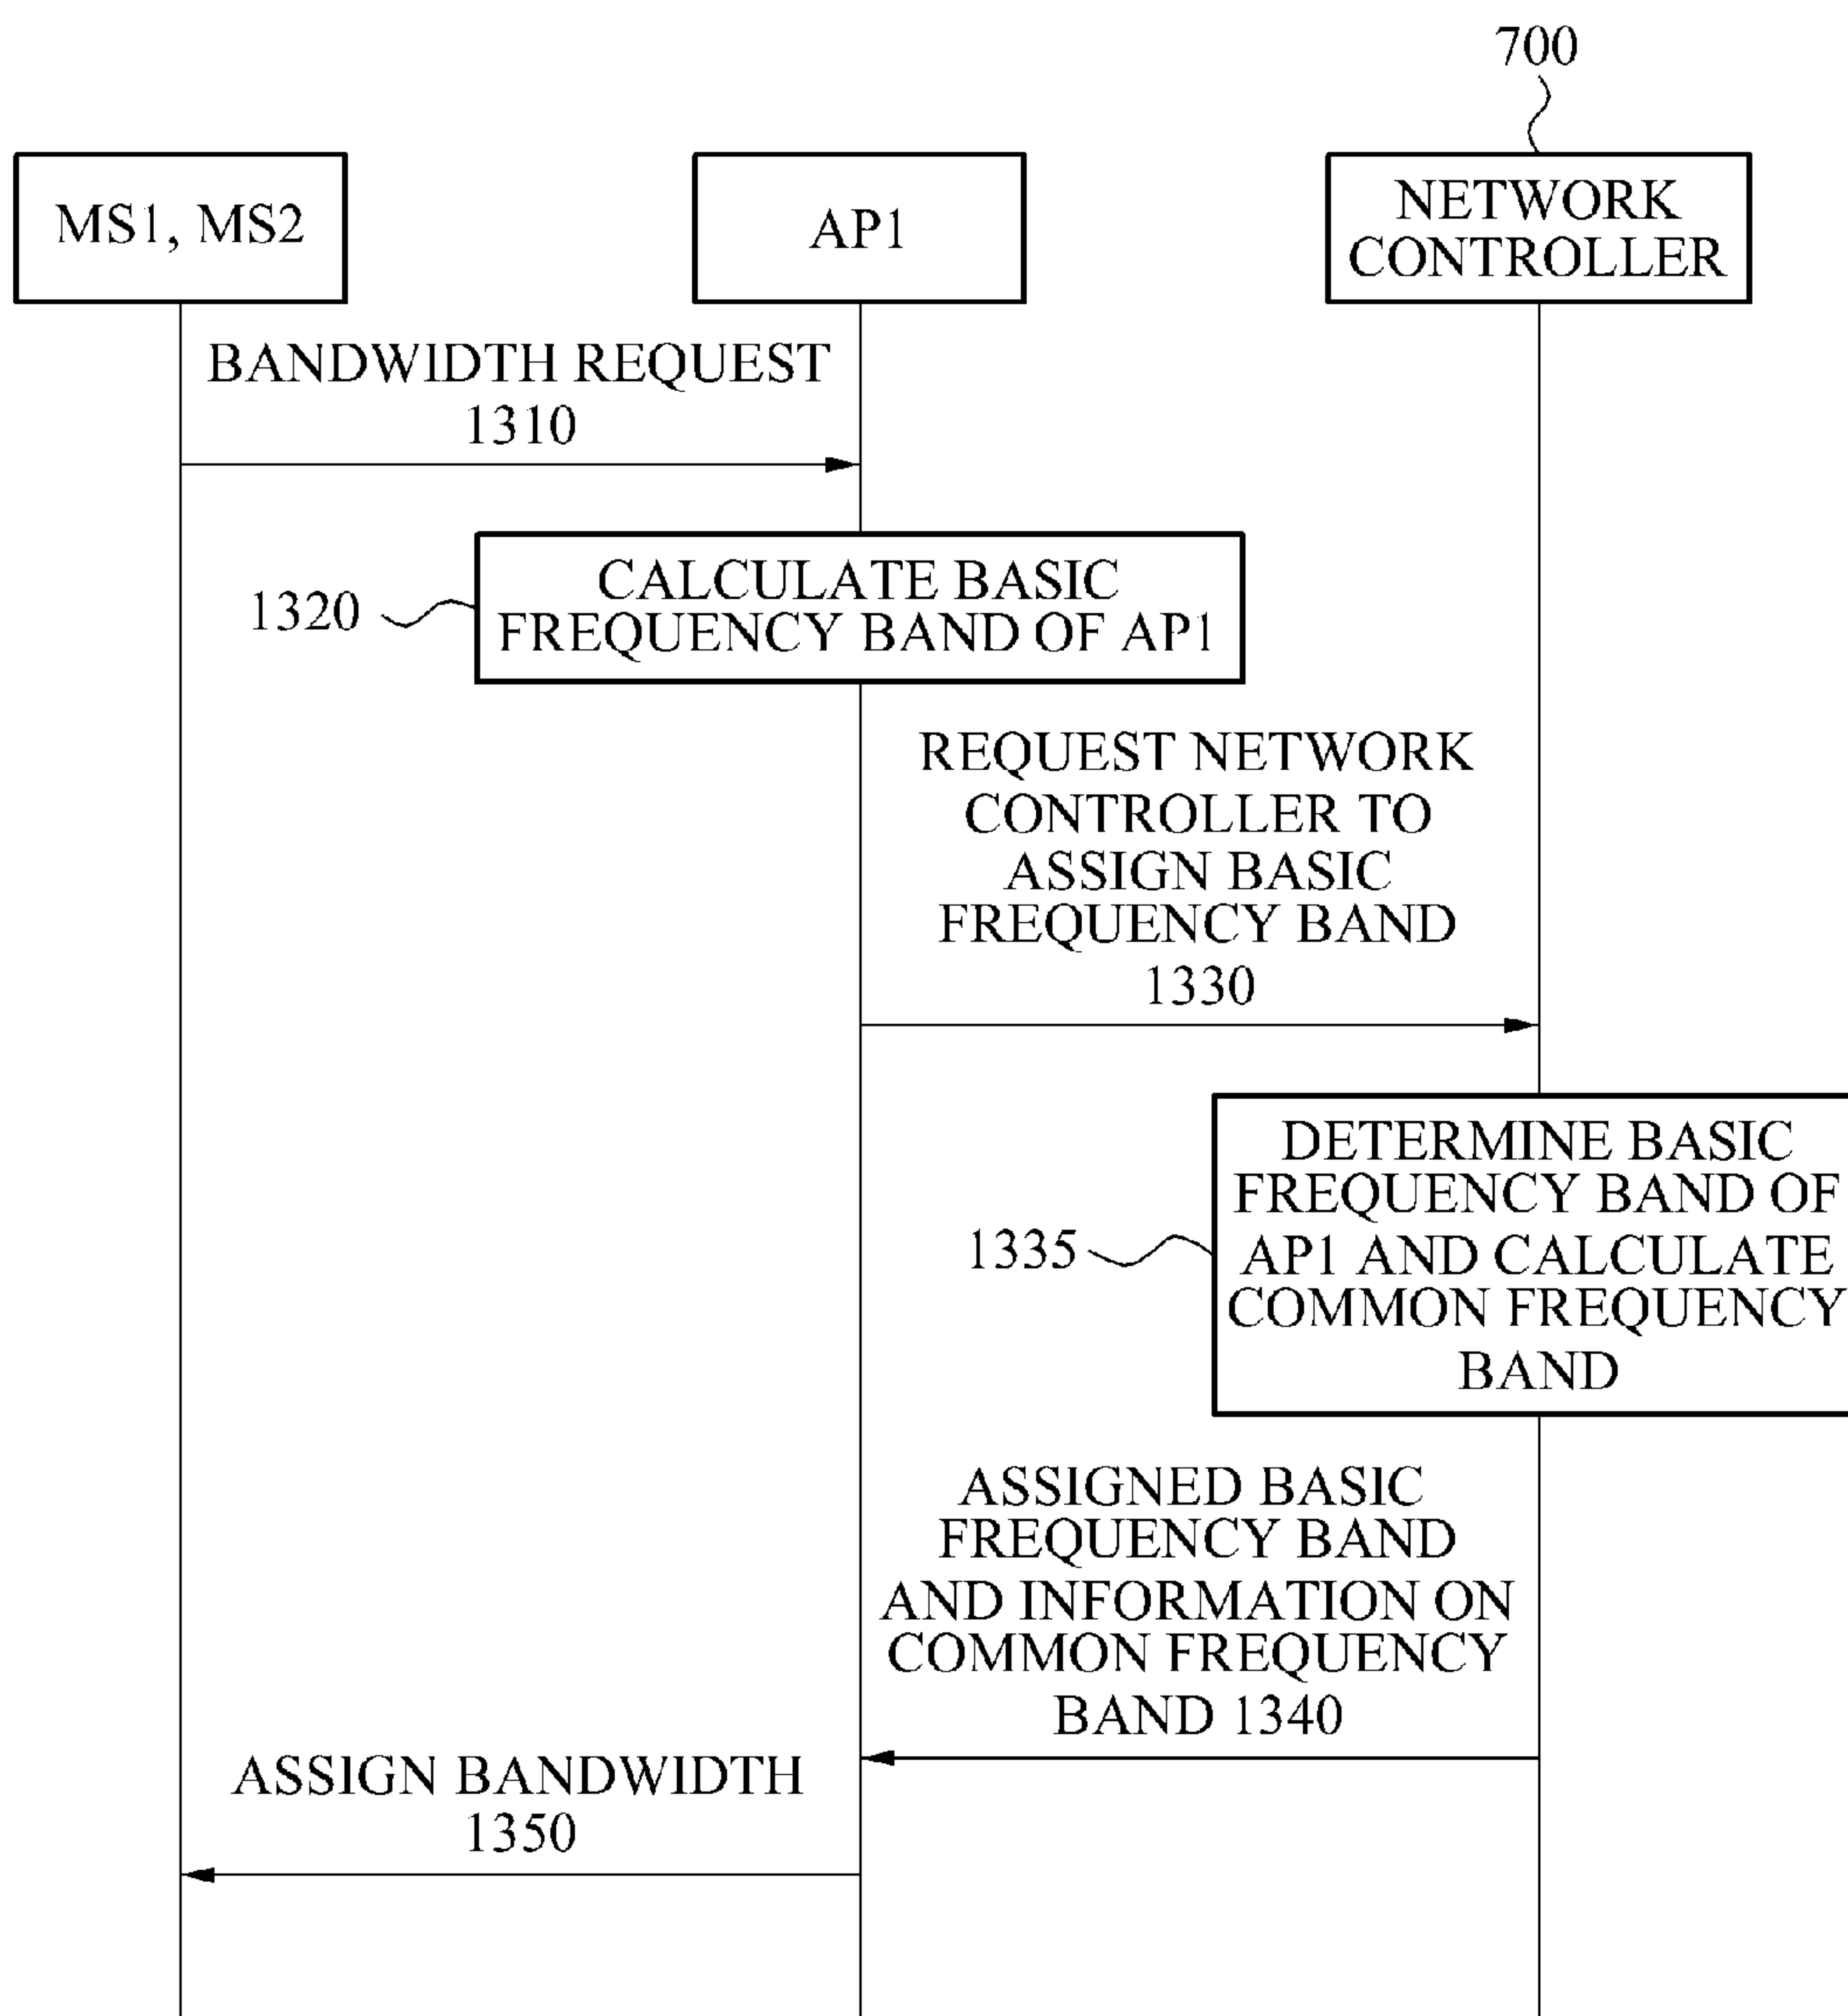 700
MS1, MS2
AP1
NETWORK
CONTROLLER
BANDWIDTH REQUEST
1310
1320
CALCULATE BASIC
FREQUENCY BAND OF AP1
REQUEST NETWORK
CONTROLLER TO
ASSIGN BASIC
FREQUENCY BAND
1330
1335
DETERMINE BASIC
FREQUENCY BAND OF
AP1 AND CALCULATE
COMMON FREQUENCY
BAND
ASSIGNED BASIC
FREQUENCY BAND
AND INFORMATION ON
COMMON FREQUENCY
BAND 1340
ASSIGN BANDWIDTH
1350